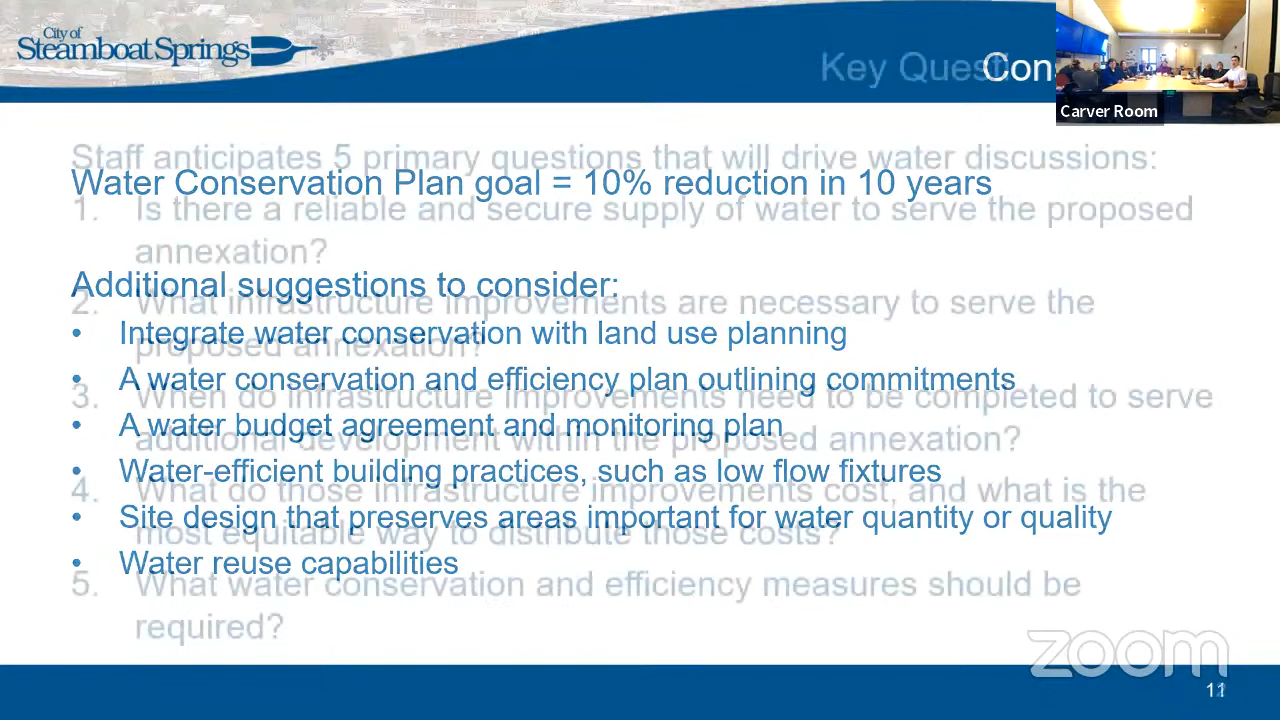 City of
Steamboat Springs
Key Quest
Con
Carver Room
Staff anticipates 5 primary questions that will drive water discussions:
Water Conservation Plan goal = 10% reduction in 10 years
1. Is there a reliable and secure supply of water to serve the proposed
annexation?
Additional suggestions to consider:
2. What infrastructure improvements are necessary to serve the
• Integrate water conservation with land use planning
proposed annexation?
• A water conservation and efficiency plan outlining commitments
3. When do infrastructure improvements need to be completed to serve
• A water budget agreement and monitoring plan
additional development within the proposed annexation?
• Water-efficient building practices, such as low flow fixtures
4. What do those infrastructure improvements cost, and what is the
• Site design that preserves areas important for water quantity or quality
most equitable way to distribute those costs?
• Water reuse capabilities
5. What water conservation and efficiency measures should be
required?
zoom